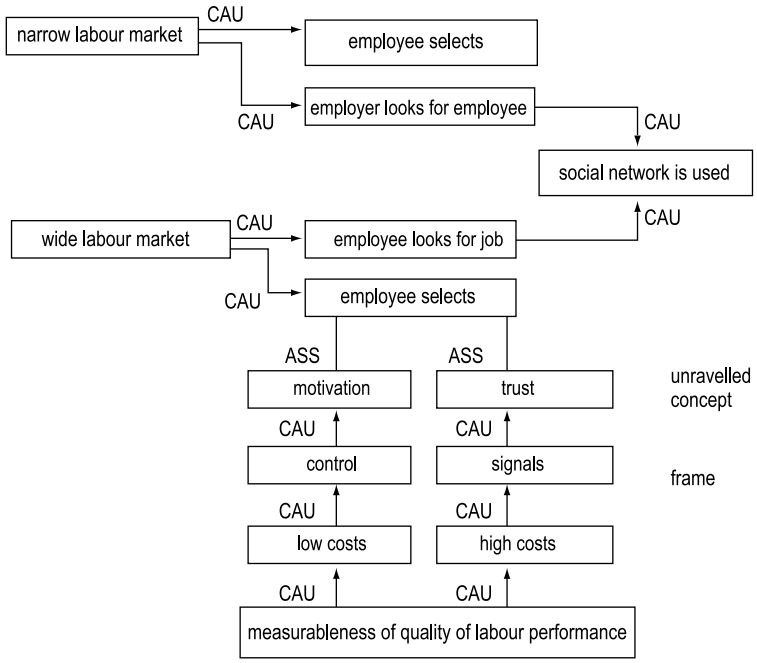 CAU
narrow labour market
employee selects
CAU
employer looks for employee
CAU
social network is used
CAU
CAU
wide labour market
employee looks for job
CAU
employee selects
ASS
ASS
motivation
trust
unravelled
concept
CAU
CAU
control
signals
frame
CAU
CAU
low costs
high costs
CAU
CAU
measurableness of quality of labour performance